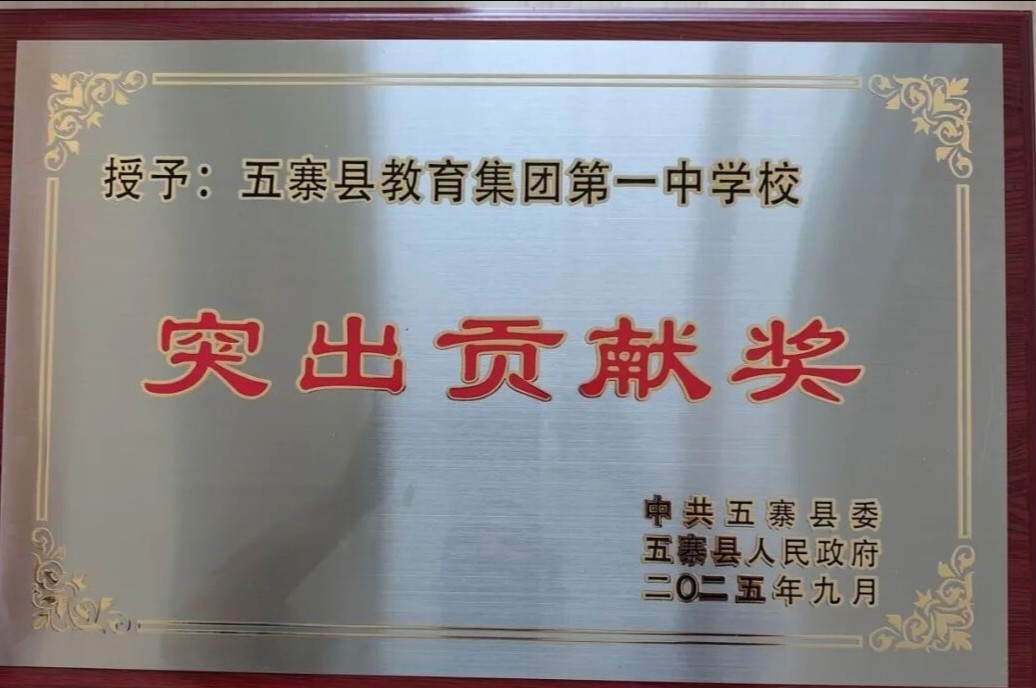 授予：五寨县教育集团第一中学校
突出贡献奖
中共五寨县委
五寨县人民政府
二〇二五年九月